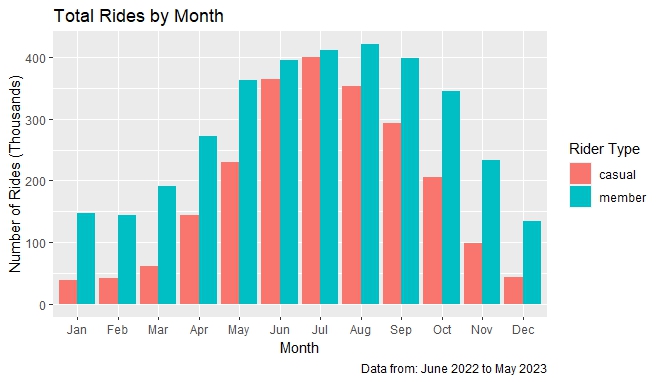 Total Rides by Month
Number of Rides (Thousands)
400
300
200
100
0
Jan Feb Mar Apr May Jun Jul Aug Sep Oct Nov Dec
Month
Rider Type
casual
member
Data from: June 2022 to May 2023